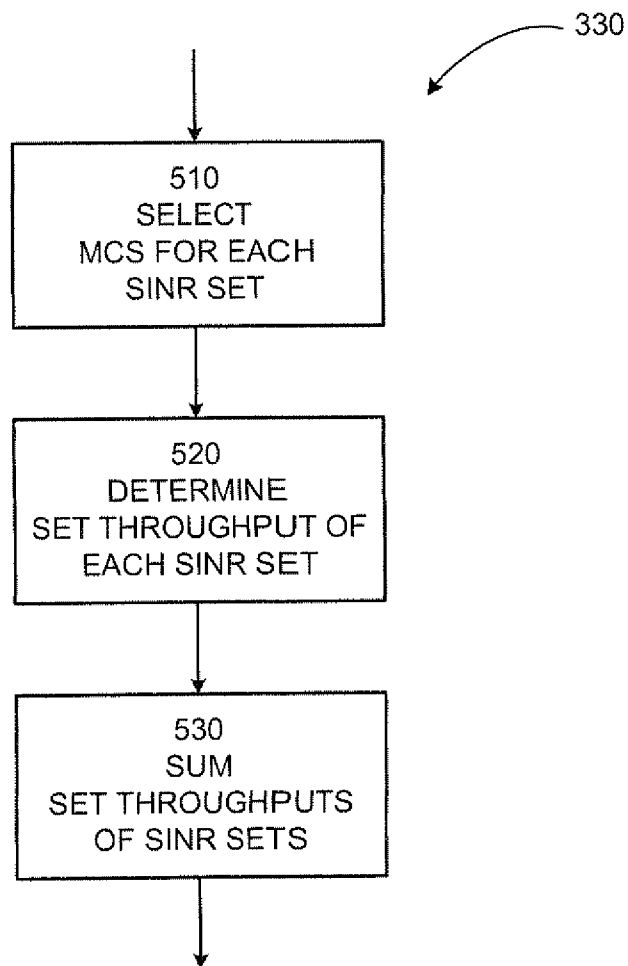 330
510
SELECT
MCS FOR EACH
SINR SET
520
DETERMINE
SET THROUGHPUT OF
EACH SINR SET
530
SUM
SET THROUGHPUTS
OF SINR SETS